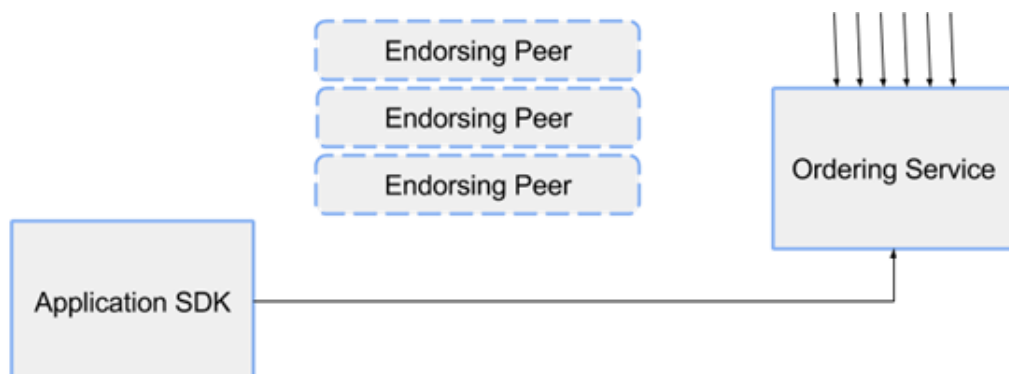 Endorsing Peer
Endorsing Peer
Endorsing Peer
Ordering Service
Application SDK